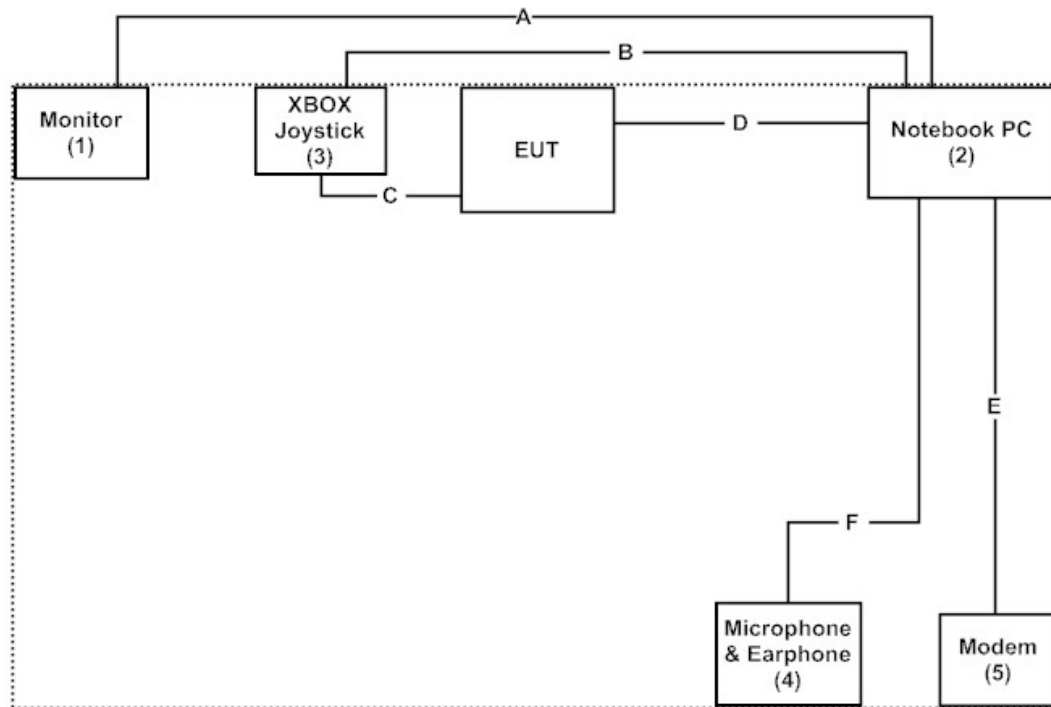 A
B
Monitor
(1)
XBOX
Joystick
(3)
EUT
D
Notebook PC
(2)
C
E
F
Microphone
& Earphone
(4)
Modem
(5)